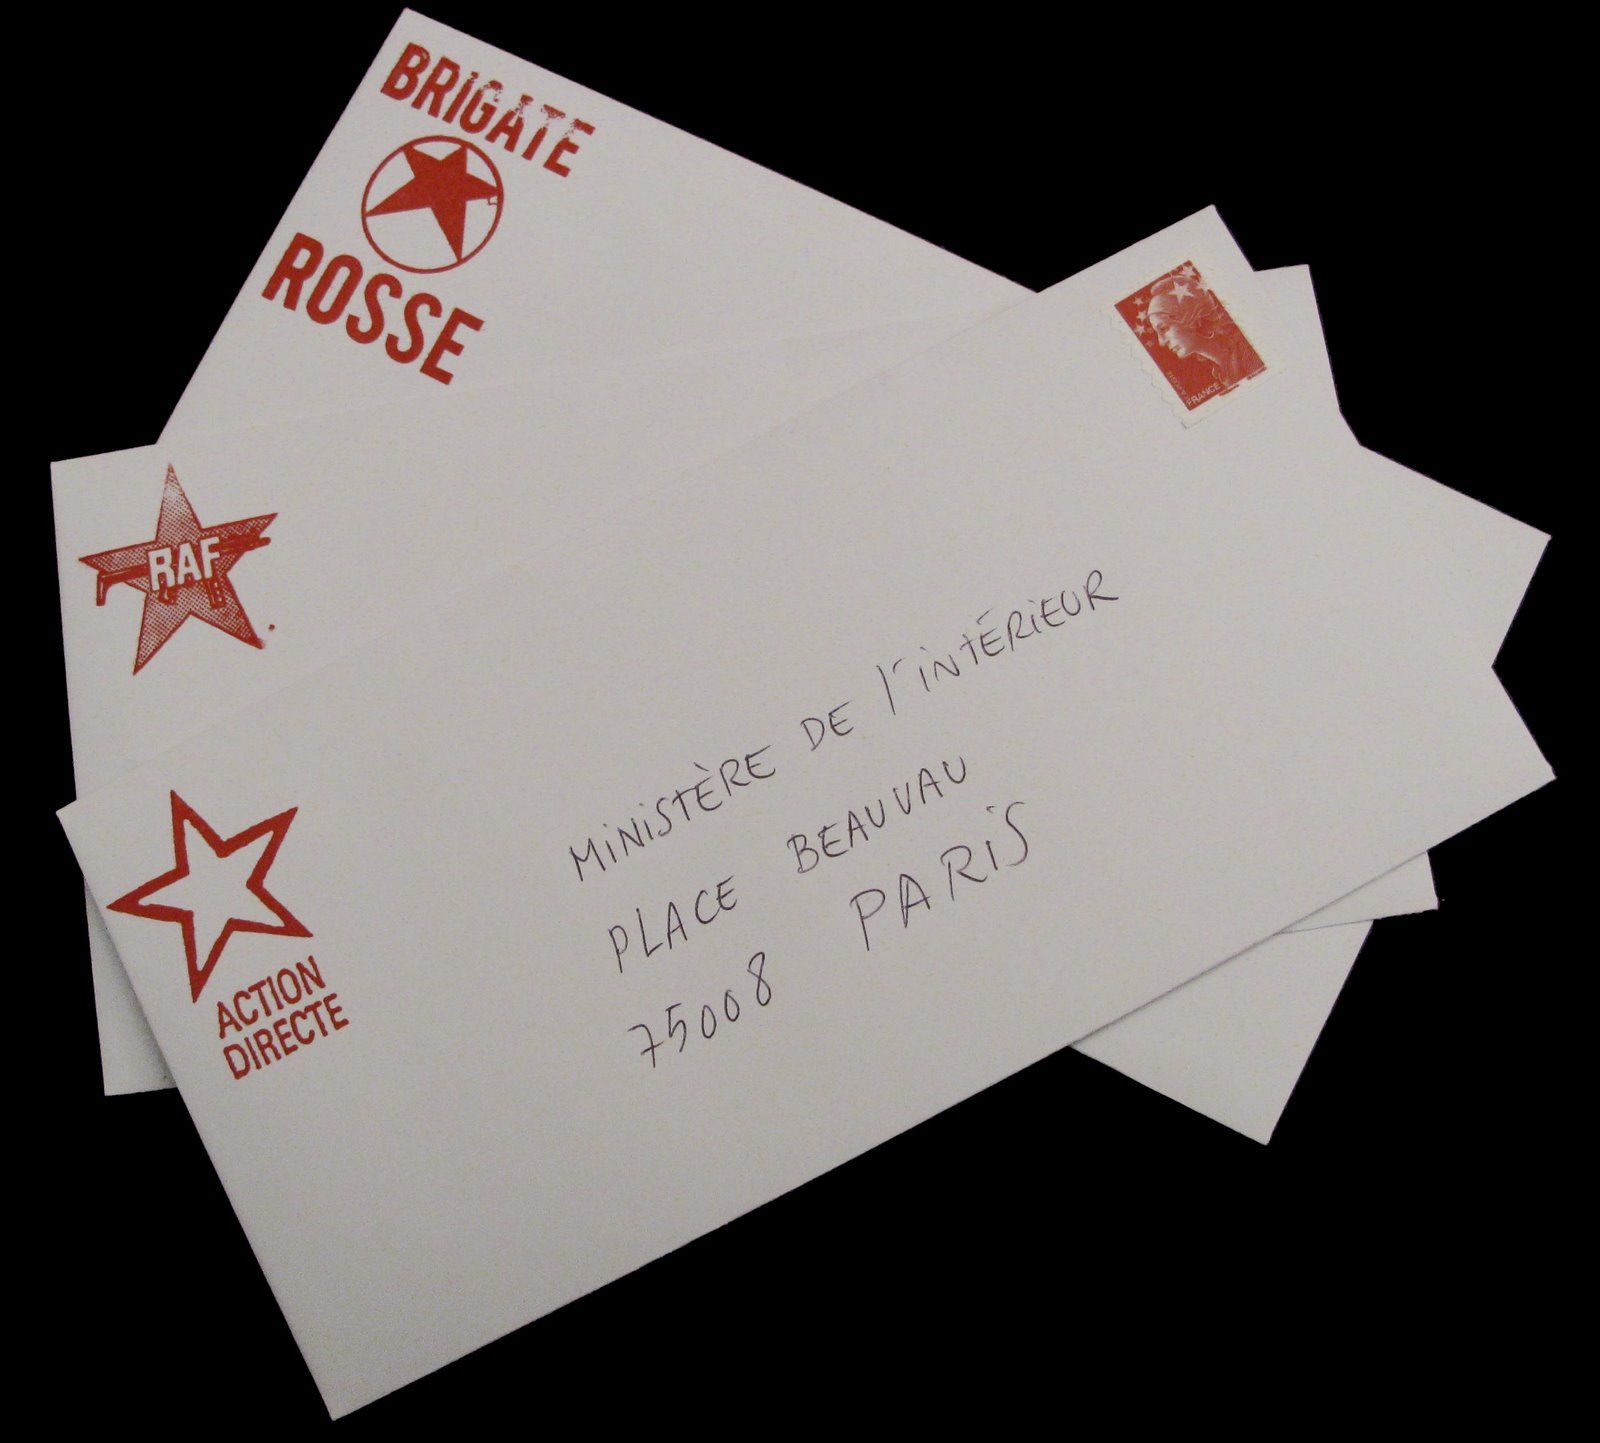 BRIGATE
ROSSE
RAF
ACTION
DIRECTE
MINISTÈRE DE l'INTÉRIEUR
PLACE BEAUVAU
75008 PARIS
FRANCE